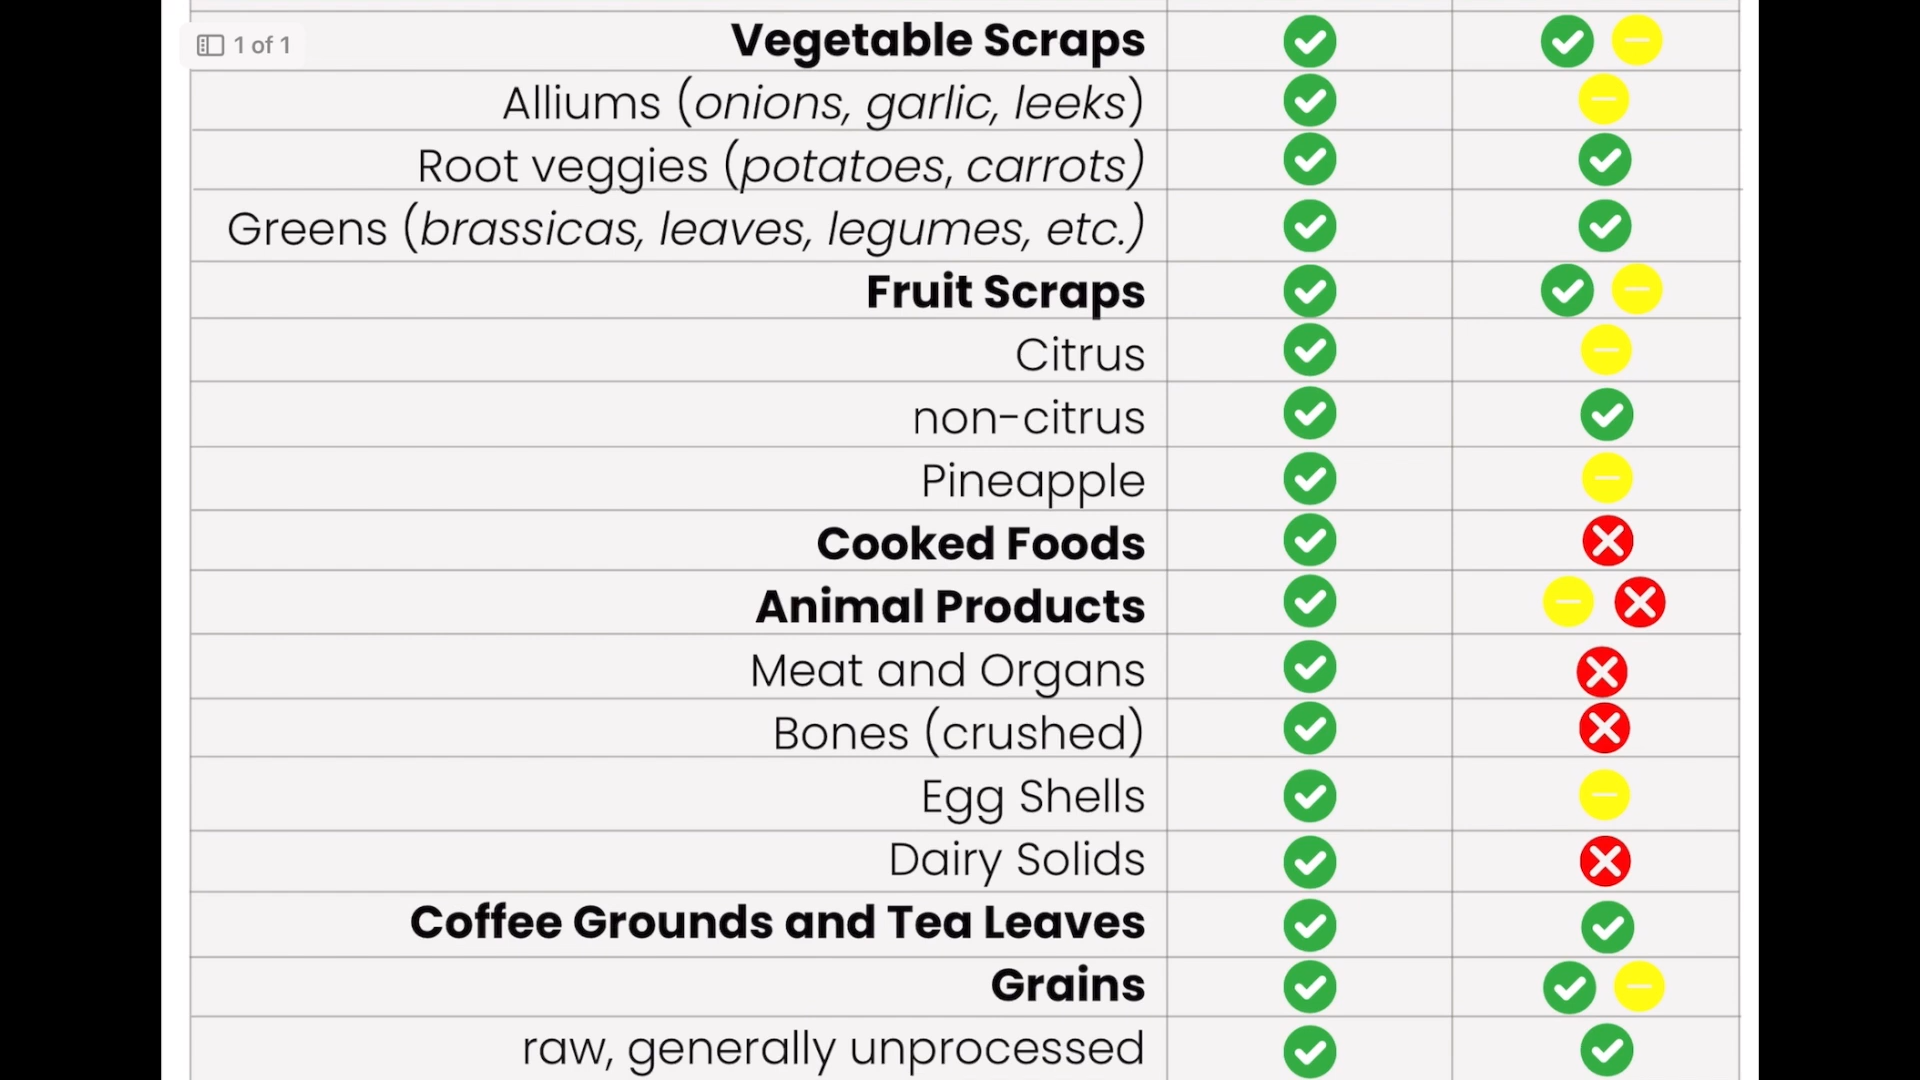 1 of 1
Vegetable Scraps
Alliums (onions, garlic, leeks)
Root veggies (potatoes, carrots)
Greens (brassicas, leaves, legumes, etc.)
Fruit Scraps
Citrus
non-citrus
Pineapple
Cooked Foods
Animal Products
Meat and Organs
Bones (crushed)
Egg Shells
Dairy Solids
Coffee Grounds and Tea Leaves
Grains
raw, generally unprocessed